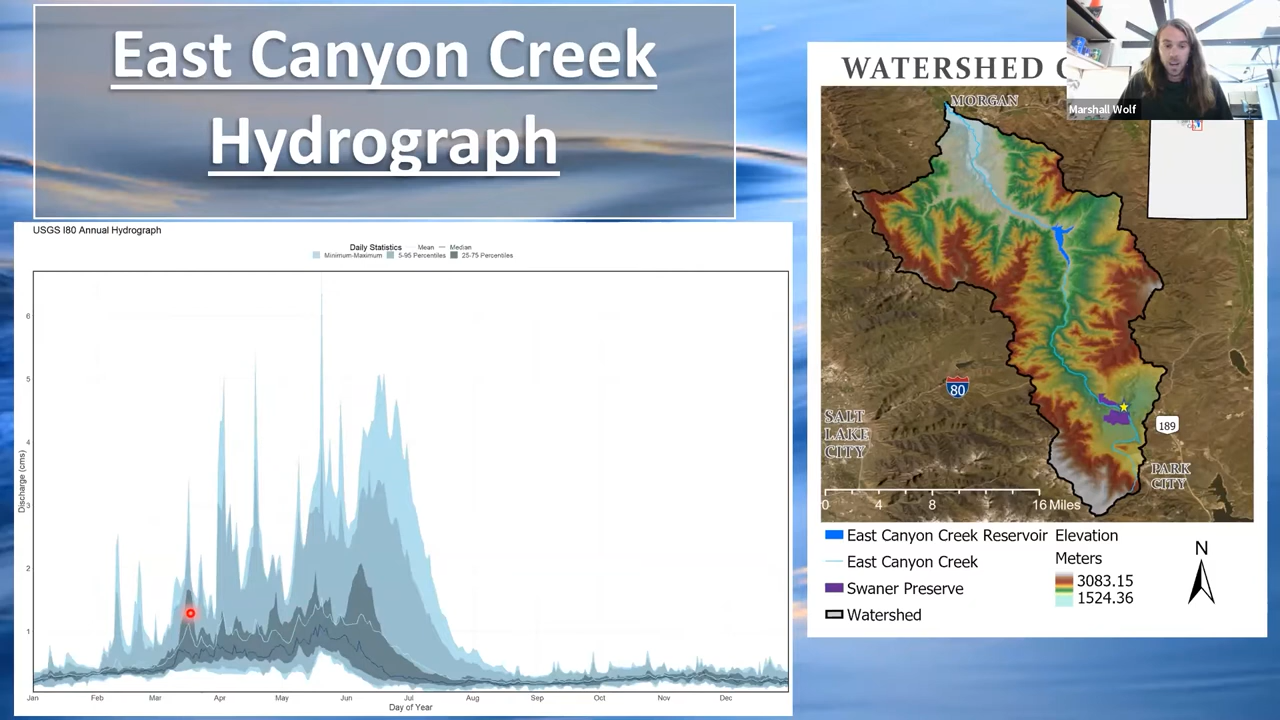 East Canyon Creek
Hydrograph
USGS I80 Annual Hydrograph
Daily Statistics Mean Median
Minimum-Maximum 5-95 Percentiles 25-75 Percentiles
Discharge (cms)
6
5
4
3
2
1
Jan Feb Mar Apr May Jun Jul Aug Sep Oct Nov Dec
Day of Year
WATERSHED
Marshall Wolf
MORGAN
80
189
SALT
LAKE
CITY
PARK
CITY
0 4 8 16 Miles
East Canyon Creek Reservoir
East Canyon Creek
Swaner Preserve
Watershed
Elevation
Meters
3083.15
1524.36
N